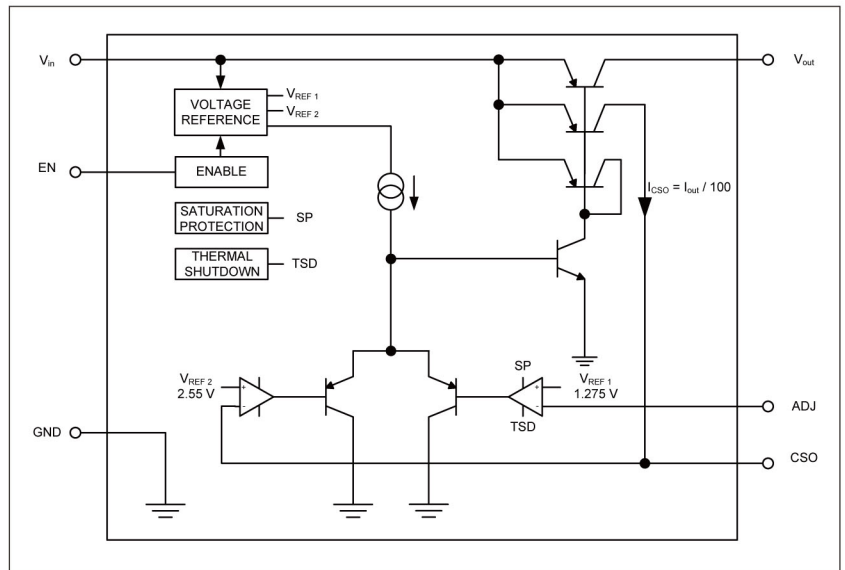 Vin
Vout
VOLTAGE
REFERENCE
VREF 1
VREF 2
EN
ENABLE
ICSO = Iout / 100
SATURATION
PROTECTION
SP
THERMAL
SHUTDOWN
TSD
VREF 2
2.55 V
+
-
SP
+
-
TSD
VREF 1
1.275 V
ADJ
GND
CSO